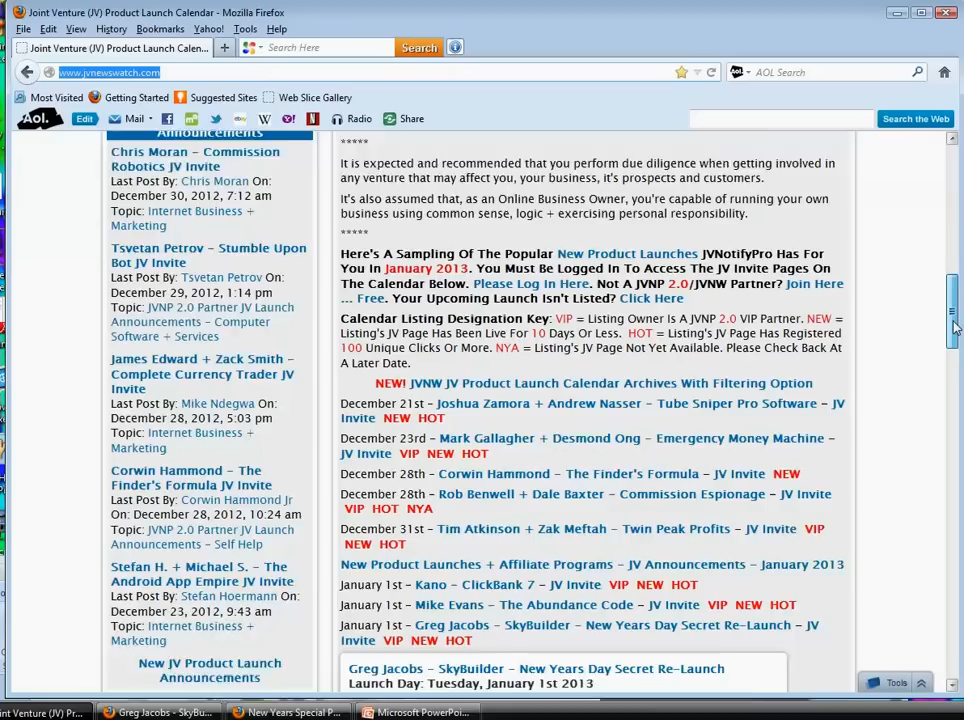 Joint Venture (JV) Product Launch Calendar - Mozilla Firefox
File Edit View History Bookmarks Yahoo! Tools Help
Joint Venture (JV) Product Launch Calen...
Search Here
Search
www.jvnewswatch.com
AOL Search
Most Visited Getting Started Suggested Sites Web Slice Gallery
Aol. Edit Mail Radio Share
Search the Web
Announcements
Chris Moran - Commission
Robotics JV Invite
Last Post By: Chris Moran On:
December 30, 2012, 7:12 am
Topic: Internet Business +
Marketing
Tsvetan Petrov - Stumble Upon
Bot JV Invite
Last Post By: Tsvetan Petrov On:
December 29, 2012, 1:14 pm
Topic: JVNP 2.0 Partner JV Launch
Announcements - Computer
Software + Services
James Edward + Zack Smith -
Complete Currency Trader JV
Invite
Last Post By: Mike Ndegwa On:
December 28, 2012, 5:03 pm
Topic: Internet Business +
Marketing
Corwin Hammond - The
Finder's Formula JV Invite
Last Post By: Corwin Hammond Jr
On: December 28, 2012, 10:24 am
Topic: JVNP 2.0 Partner JV Launch
Announcements - Self Help
Stefan H. + Michael S. - The
Android App Empire JV Invite
Last Post By: Stefan Hoermann On:
December 23, 2012, 9:43 am
Topic: Internet Business +
Marketing
New JV Product Launch
Announcements
*****
It is expected and recommended that you perform due diligence when getting involved in
any venture that may affect you, your business, it's prospects and customers.
It's also assumed that, as an Online Business Owner, you're capable of running your own
business using common sense, logic + exercising personal responsibility.
*****
Here's A Sampling Of The Popular New Product Launches JVNotifyPro Has For
You In January 2013. You Must Be Logged In To Access The JV Invite Pages On
The Calendar Below. Please Log In Here. Not A JVNP 2.0/JVNW Partner? Join Here
... Free. Your Upcoming Launch Isn't Listed? Click Here
Calendar Listing Designation Key: VIP = Listing Owner Is A JVNP 2.0 VIP Partner. NEW =
Listing's JV Page Has Been Live For 10 Days Or Less. HOT = Listing's JV Page Has Registered
100 Unique Clicks Or More. NYA = Listing's JV Page Not Yet Available. Please Check Back At
A Later Date.
NEW! JVNW JV Product Launch Calendar Archives With Filtering Option
December 21st - Joshua Zamora + Andrew Nasser - Tube Sniper Pro Software - JV
Invite NEW HOT
December 23rd - Mark Gallagher + Desmond Ong - Emergency Money Machine -
JV Invite VIP NEW HOT
December 28th - Corwin Hammond - The Finder's Formula - JV Invite NEW
December 28th - Rob Benwell + Dale Baxter - Commission Espionage - JV Invite
VIP HOT NYA
December 31st - Tim Atkinson + Zak Meftah - Twin Peak Profits - JV Invite VIP
NEW HOT
New Product Launches + Affiliate Programs - JV Announcements - January 2013
January 1st - Kano - ClickBank 7 - JV Invite VIP NEW HOT
January 1st - Mike Evans - The Abundance Code - JV Invite VIP NEW HOT
January 1st - Greg Jacobs - SkyBuilder - New Years Day Secret Re-Launch - JV
Invite VIP NEW HOT
Greg Jacobs - SkyBuilder - New Years Day Secret Re-Launch
Launch Day: Tuesday, January 1st 2013
Tools
Joint Venture (JV) Pr...
Greg Jacobs - SkyBu...
New Years Special P...
Microsoft PowerPoi...